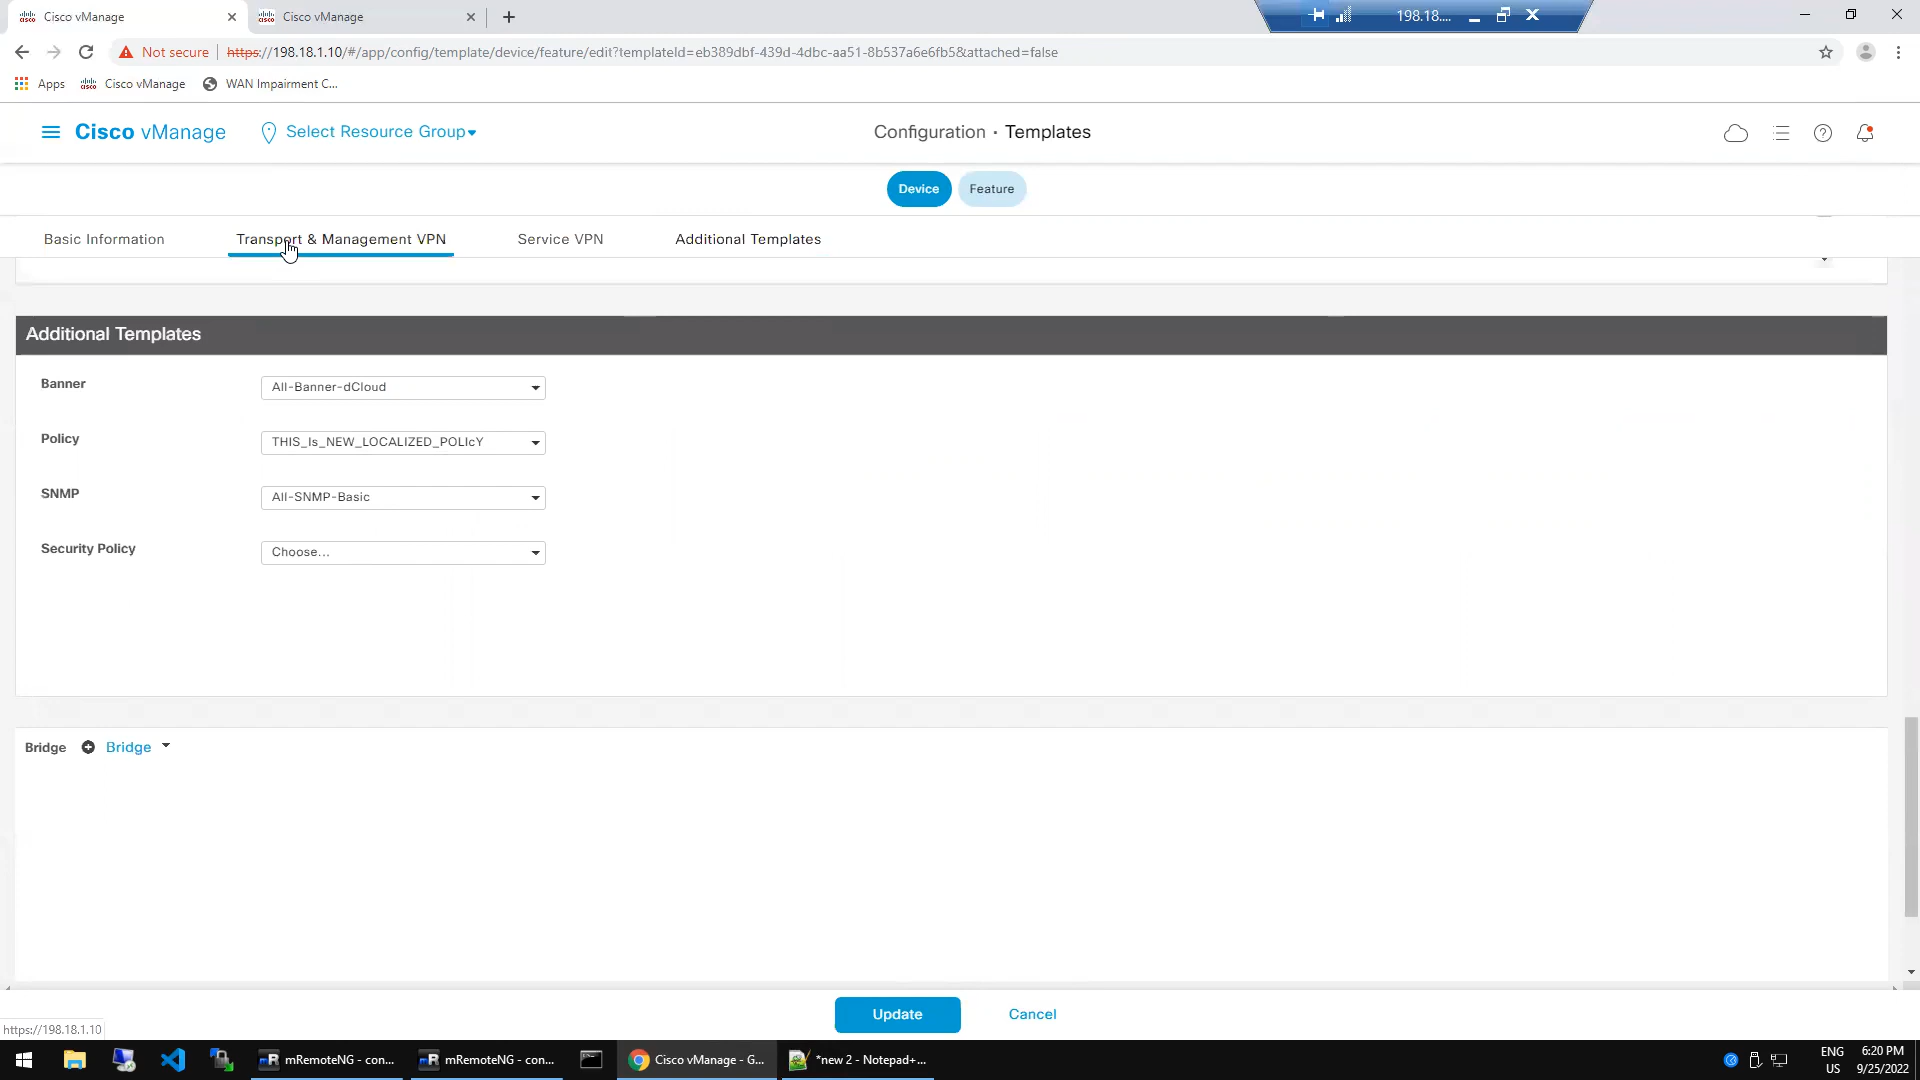 Cisco vManage
Cisco vManage
198.18....
Not secure
https://198.18.1.10/#/app/config/template/device/feature/edit?templateId=eb389dbf-439d-4dbc-aa51-8b537a6e6fb5&attached=false
Apps
Cisco vManage
WAN Impairment C...
Cisco vManage
Select Resource Group
Configuration · Templates
Device
Feature
Basic Information
Transport & Management VPN
Service VPN
Additional Templates
Additional Templates
Banner
All-Banner-dCloud
Policy
THIS_Is_NEW_LOCALIZED_POLIcY
SNMP
All-SNMP-Basic
Security Policy
Choose...
Bridge
Bridge
Update
Cancel
https://198.18.1.10
mRemoteNG - con...
mRemoteNG - con...
Cisco vManage - G...
*new 2 - Notepad+...
ENG
US
6:20 PM
9/25/2022